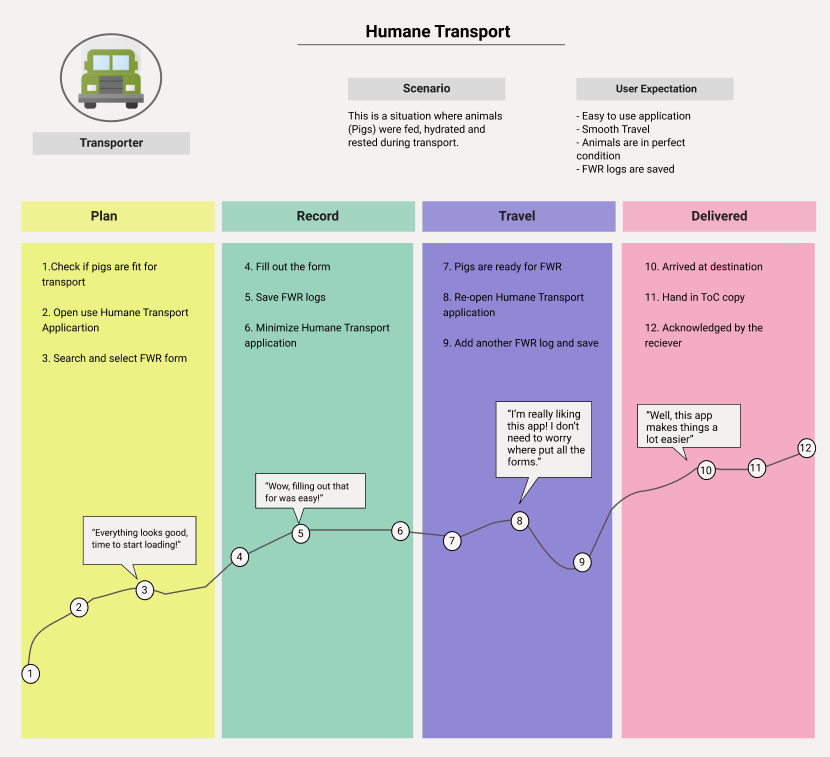 Humane Transport
Transporter
Scenario
This is a situation where animals
(Pigs) were fed, hydrated and
rested during transport.
User Expectation
- Easy to use application
- Smooth Travel
- Animals are in perfect
condition
- FWR logs are saved
Plan
1.Check if pigs are fit for
transport
2. Open use Humane Transport
Applicartion
3. Search and select FWR form
"Everything looks good,
time to start loading!"
1
2
3
Record
4. Fill out the form
5. Save FWR logs
6. Minimize Humane Transport
application
"Wow, filling out that
for was easy!"
4
5
6
Travel
7. Pigs are ready for FWR
8. Re-open Humane Transport
application
9. Add another FWR log and save
"I'm really liking
this app! I don't
need to worry
where put all the
forms."
7
8
9
Delivered
10. Arrived at destination
11. Hand in ToC copy
12. Acknowledged by the
reciever
"Well, this app
makes things a
lot easier"
10
11
12